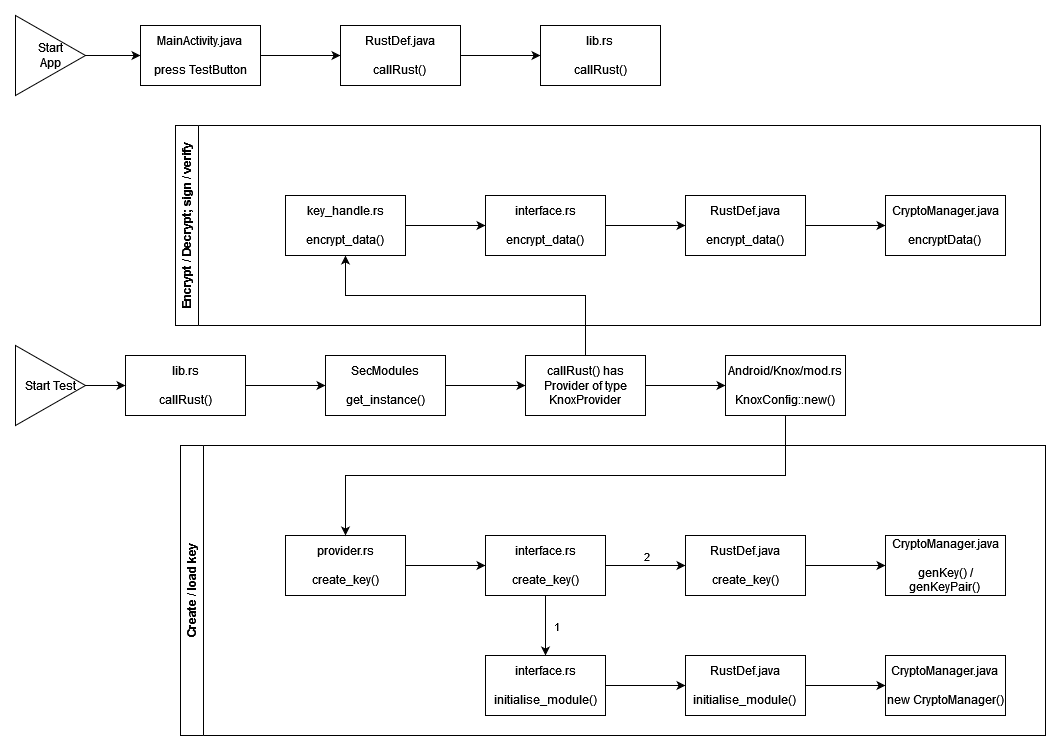 Start
App
MainActivity.java
press TestButton
RustDef.java
callRust()
lib.rs
callRust()
Encrypt / Decrypt; sign / verify
key_handle.rs
encrypt_data()
interface.rs
encrypt_data()
RustDef.java
encrypt_data()
CryptoManager.java
encryptData()
Start Test
lib.rs
callRust()
SecModules
get_instance()
callRust() has
Provider of type
KnoxProvider
Android/Knox/mod.rs
KnoxConfig::new()
Create / load key
provider.rs
create_key()
interface.rs
create_key()
2
RustDef.java
create_key()
CryptoManager.java
genKey() /
genKeyPair()
1
interface.rs
initialise_module()
RustDef.java
initialise_module()
CryptoManager.java
new CryptoManager()